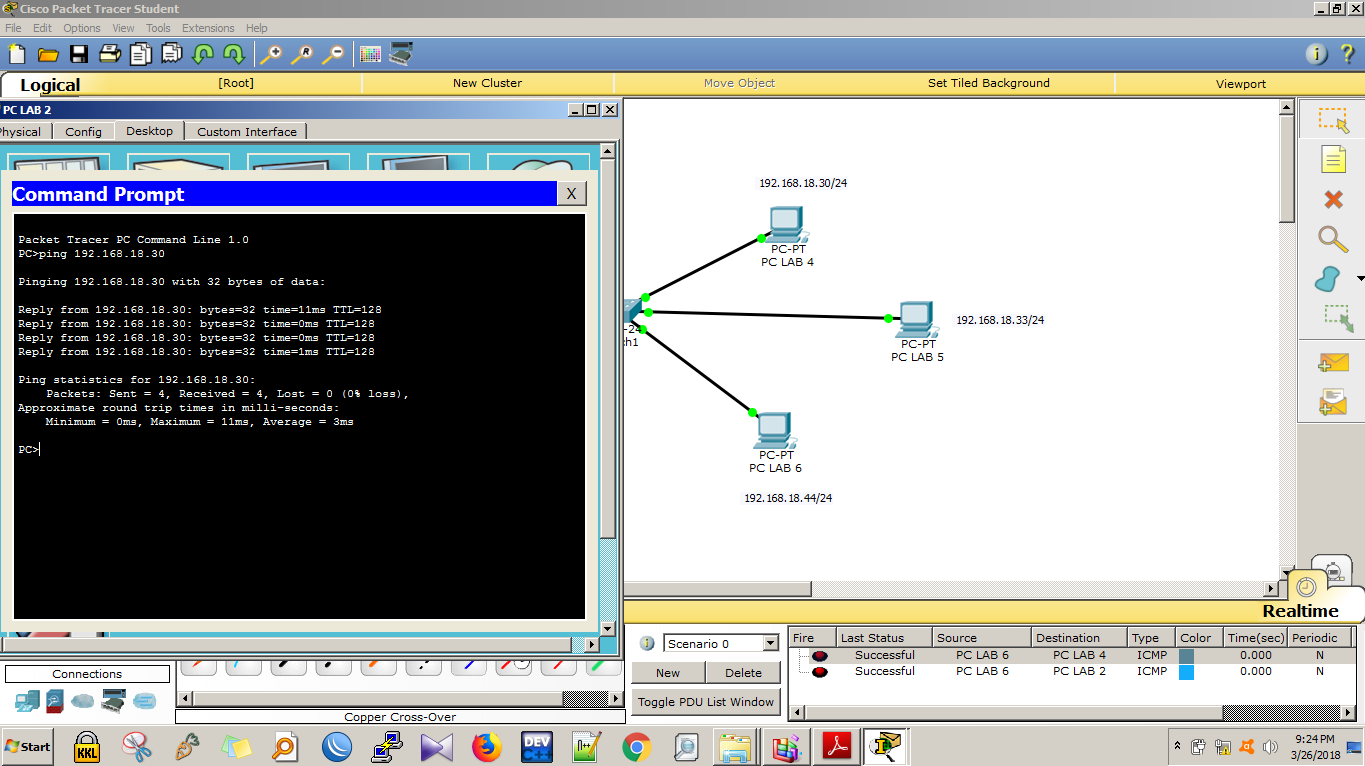 Cisco Packet Tracer Student
File Edit Options View Tools Extensions Help
Logical [Root] New Cluster Move Object Set Tiled Background Viewport
PC LAB 2
Physical Config Desktop Custom Interface
Command Prompt X
Packet Tracer PC Command Line 1.0
PC>ping 192.168.18.30
Pinging 192.168.18.30 with 32 bytes of data:
Reply from 192.168.18.30: bytes=32 time=11ms TTL=128
Reply from 192.168.18.30: bytes=32 time=0ms TTL=128
Reply from 192.168.18.30: bytes=32 time=0ms TTL=128
Reply from 192.168.18.30: bytes=32 time=1ms TTL=128
Ping statistics for 192.168.18.30:
Packets: Sent = 4, Received = 4, Lost = 0 (0% loss),
Approximate round trip times in milli-seconds:
Minimum = 0ms, Maximum = 11ms, Average = 3ms
PC>
192.168.18.30/24
PC-PT
PC LAB 4
-24
ch1
PC-PT
PC LAB 5
192.168.18.33/24
PC-PT
PC LAB 6
192.168.18.44/24
Realtime
Connections
Copper Cross-Over
Scenario 0
New Delete
Toggle PDU List Window
Fire Last Status Source Destination Type Color Time(sec) Periodic
Successful PC LAB 6 PC LAB 4 ICMP 0.000 N
Successful PC LAB 6 PC LAB 2 ICMP 0.000 N
Start
KKL
DEV
C++
9:24 PM
3/26/2018